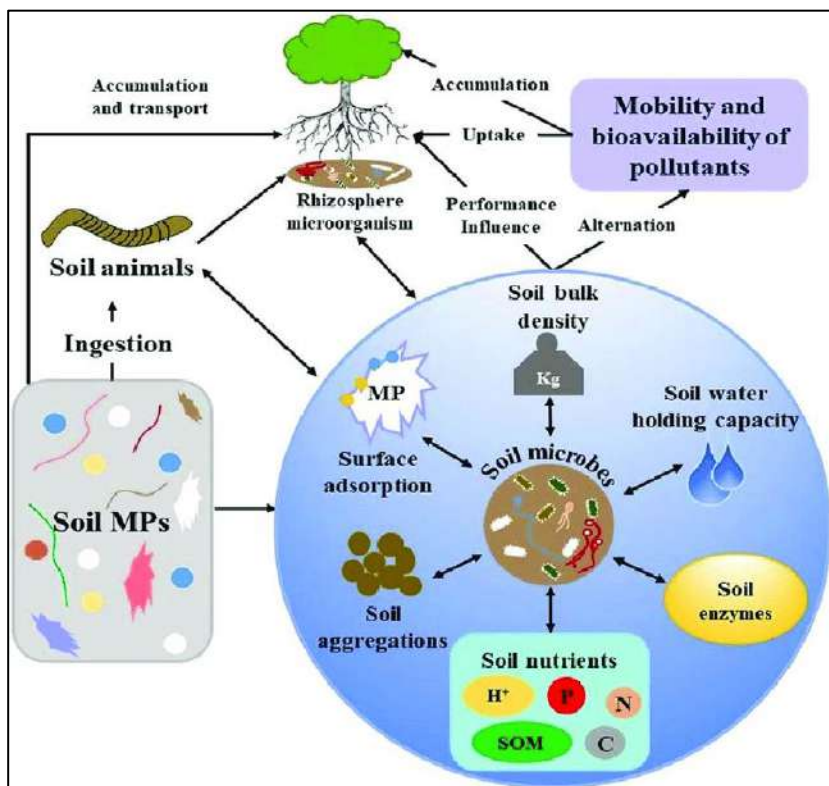 Accumulation
and transport
Accumulation
Uptake
Mobility and
bioavailability of
pollutants
Rhizosphere
microorganism
Performance
Influence
Alternation
Soil animals
Ingestion
Soil MPs
Soil bulk
density
Kg
MP
Surface
adsorption
Soil microbes
Soil water
holding capacity
Soil
aggregations
Soil
enzymes
Soil nutrients
H⁺
P
N
SOM
C